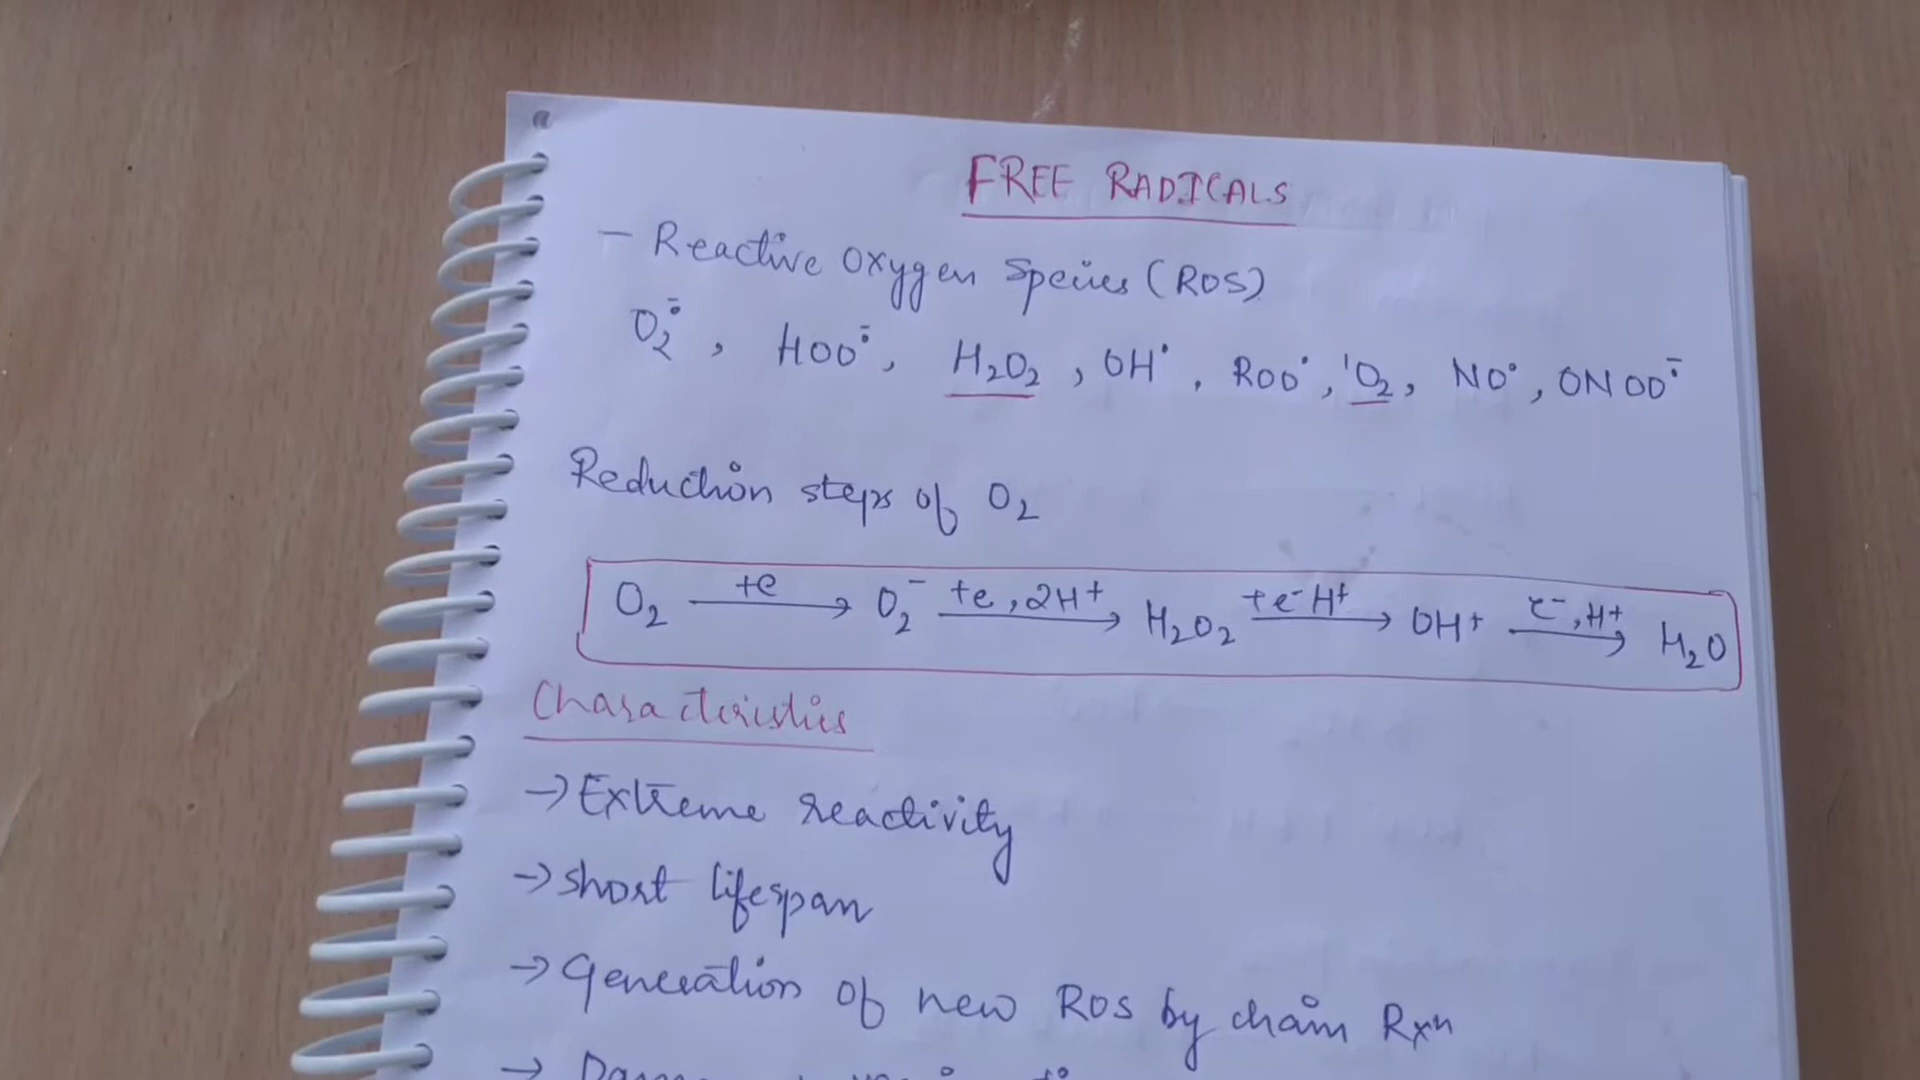 FREE RADICALS
- Reactive oxygen Species (ROS)
O₂•̄, HOO•̄, H₂O₂, OH•, ROO•, ¹O₂, NO•, ONOO•̄
Reduction steps of O₂
O₂ +e → O₂⁻ +e, 2H⁺ → H₂O₂ +e⁻ H⁺ → OH⁺ e⁻, H⁺ → H₂O
Characteristics
→ Extreme reactivity
→ short lifespan
→ Generation of new ROS by chain Rxn
→